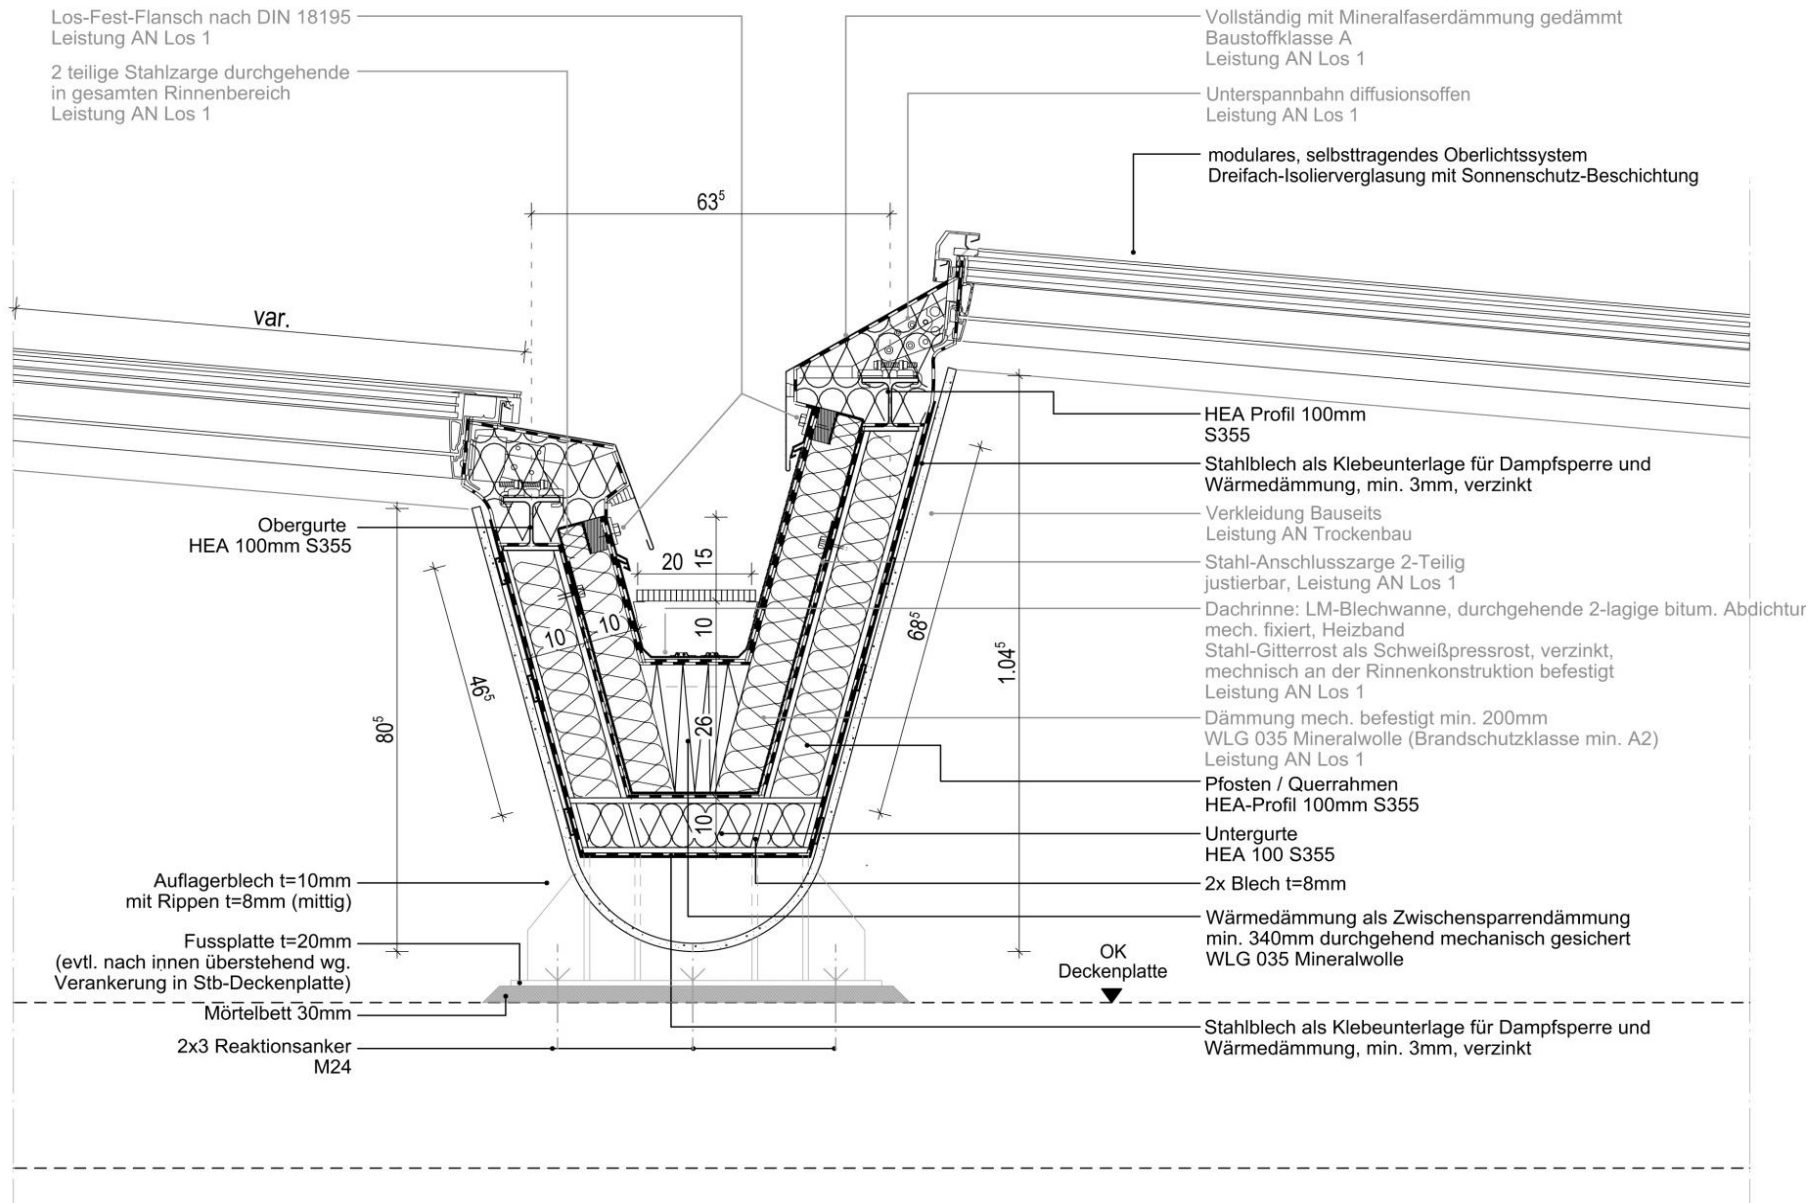 Los-Fest-Flansch nach DIN 18195
Leistung AN Los 1
2 teilige Stahlzarge durchgehende
in gesamten Rinnenbereich
Leistung AN Los 1
Vollständig mit Mineralfaserdämmung gedämmt
Baustoffklasse A
Leistung AN Los 1
Unterspannbahn diffusionsoffen
Leistung AN Los 1
modulares, selbsttragendes Oberlichtssystem
Dreifach-Isolierverglasung mit Sonnenschutz-Beschichtung
63⁵
var.
HEA Profil 100mm
S355
Stahlblech als Klebeunterlage für Dampfsperre und
Wärmedämmung, min. 3mm, verzinkt
Obergurte
HEA 100mm S355
Verkleidung Bauseits
Leistung AN Trockenbau
Stahl-Anschlusszarge 2-Teilig
justierbar, Leistung AN Los 1
20
15
10
10
10
Dachrinne: LM-Blechwanne, durchgehende 2-lagige bitum. Abdichtur
mech. fixiert, Heizband
Stahl-Gitterrost als Schweißpressrost, verzinkt,
mechnisch an der Rinnenkonstruktion befestigt
Leistung AN Los 1
68⁵
1.04⁵
46⁵
80⁵
26
10
Dämmung mech. befestigt min. 200mm
WLG 035 Mineralwolle (Brandschutzklasse min. A2)
Leistung AN Los 1
Pfosten / Querrahmen
HEA-Profil 100mm S355
Untergurte
HEA 100 S355
2x Blech t=8mm
Auflagerblech t=10mm
mit Rippen t=8mm (mittig)
Wärmedämmung als Zwischensparrendämmung
min. 340mm durchgehend mechanisch gesichert
WLG 035 Mineralwolle
Fussplatte t=20mm
(evtl. nach innen überstehend wg.
Verankerung in Stb-Deckenplatte)
OK
Deckenplatte
Mörtelbett 30mm
Stahlblech als Klebeunterlage für Dampfsperre und
Wärmedämmung, min. 3mm, verzinkt
2x3 Reaktionsanker
M24